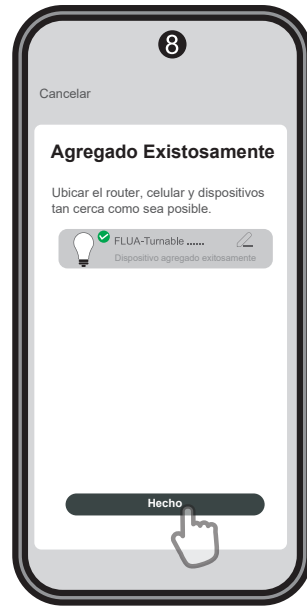 8
Cancelar
Agregado Existosamente
Ubicar el router, celular y dispositivos
tan cerca como sea posible.
FLUA-Turnable ......
Dispositivo agregado exitosamente
Hecho